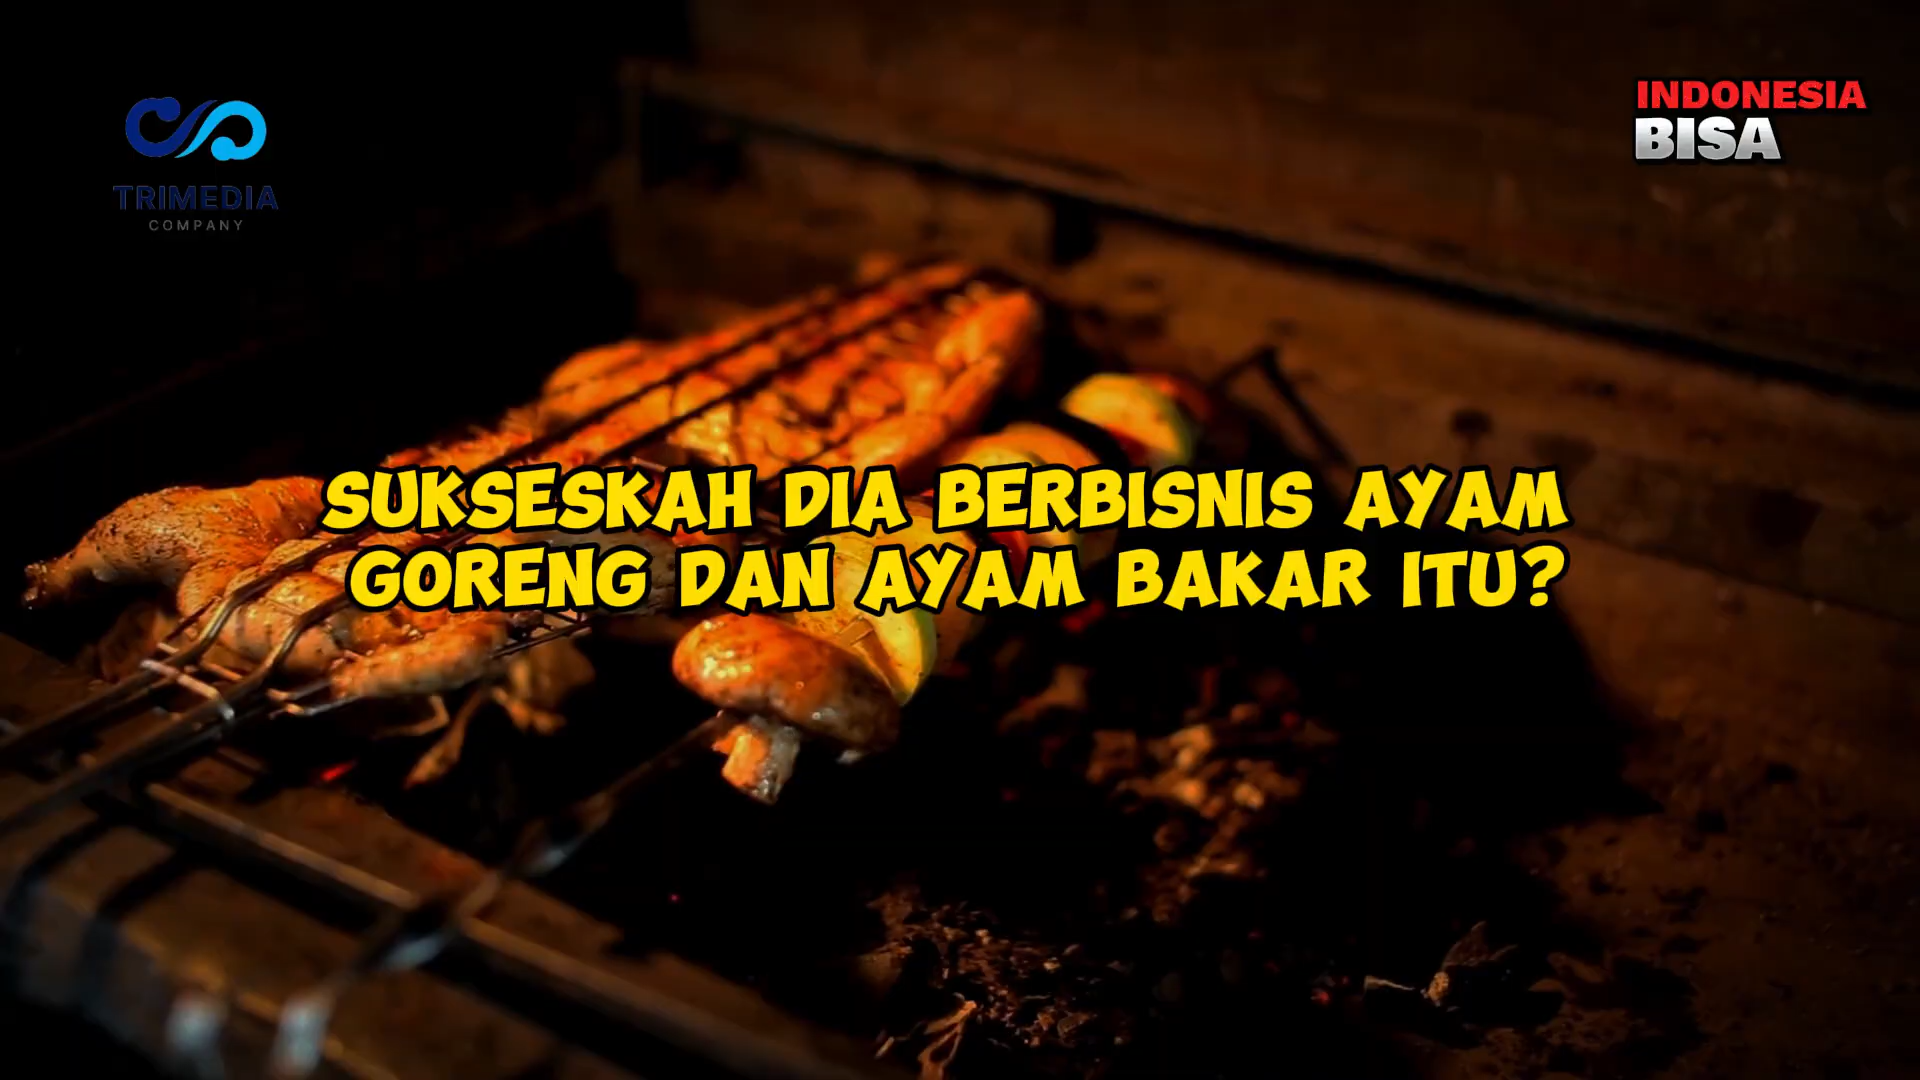 TRIMEDIA
COMPANY
INDONESIA
BISA
SUKSESKAH DIA BERBISNIS AYAM
GORENG DAN AYAM BAKAR ITU?